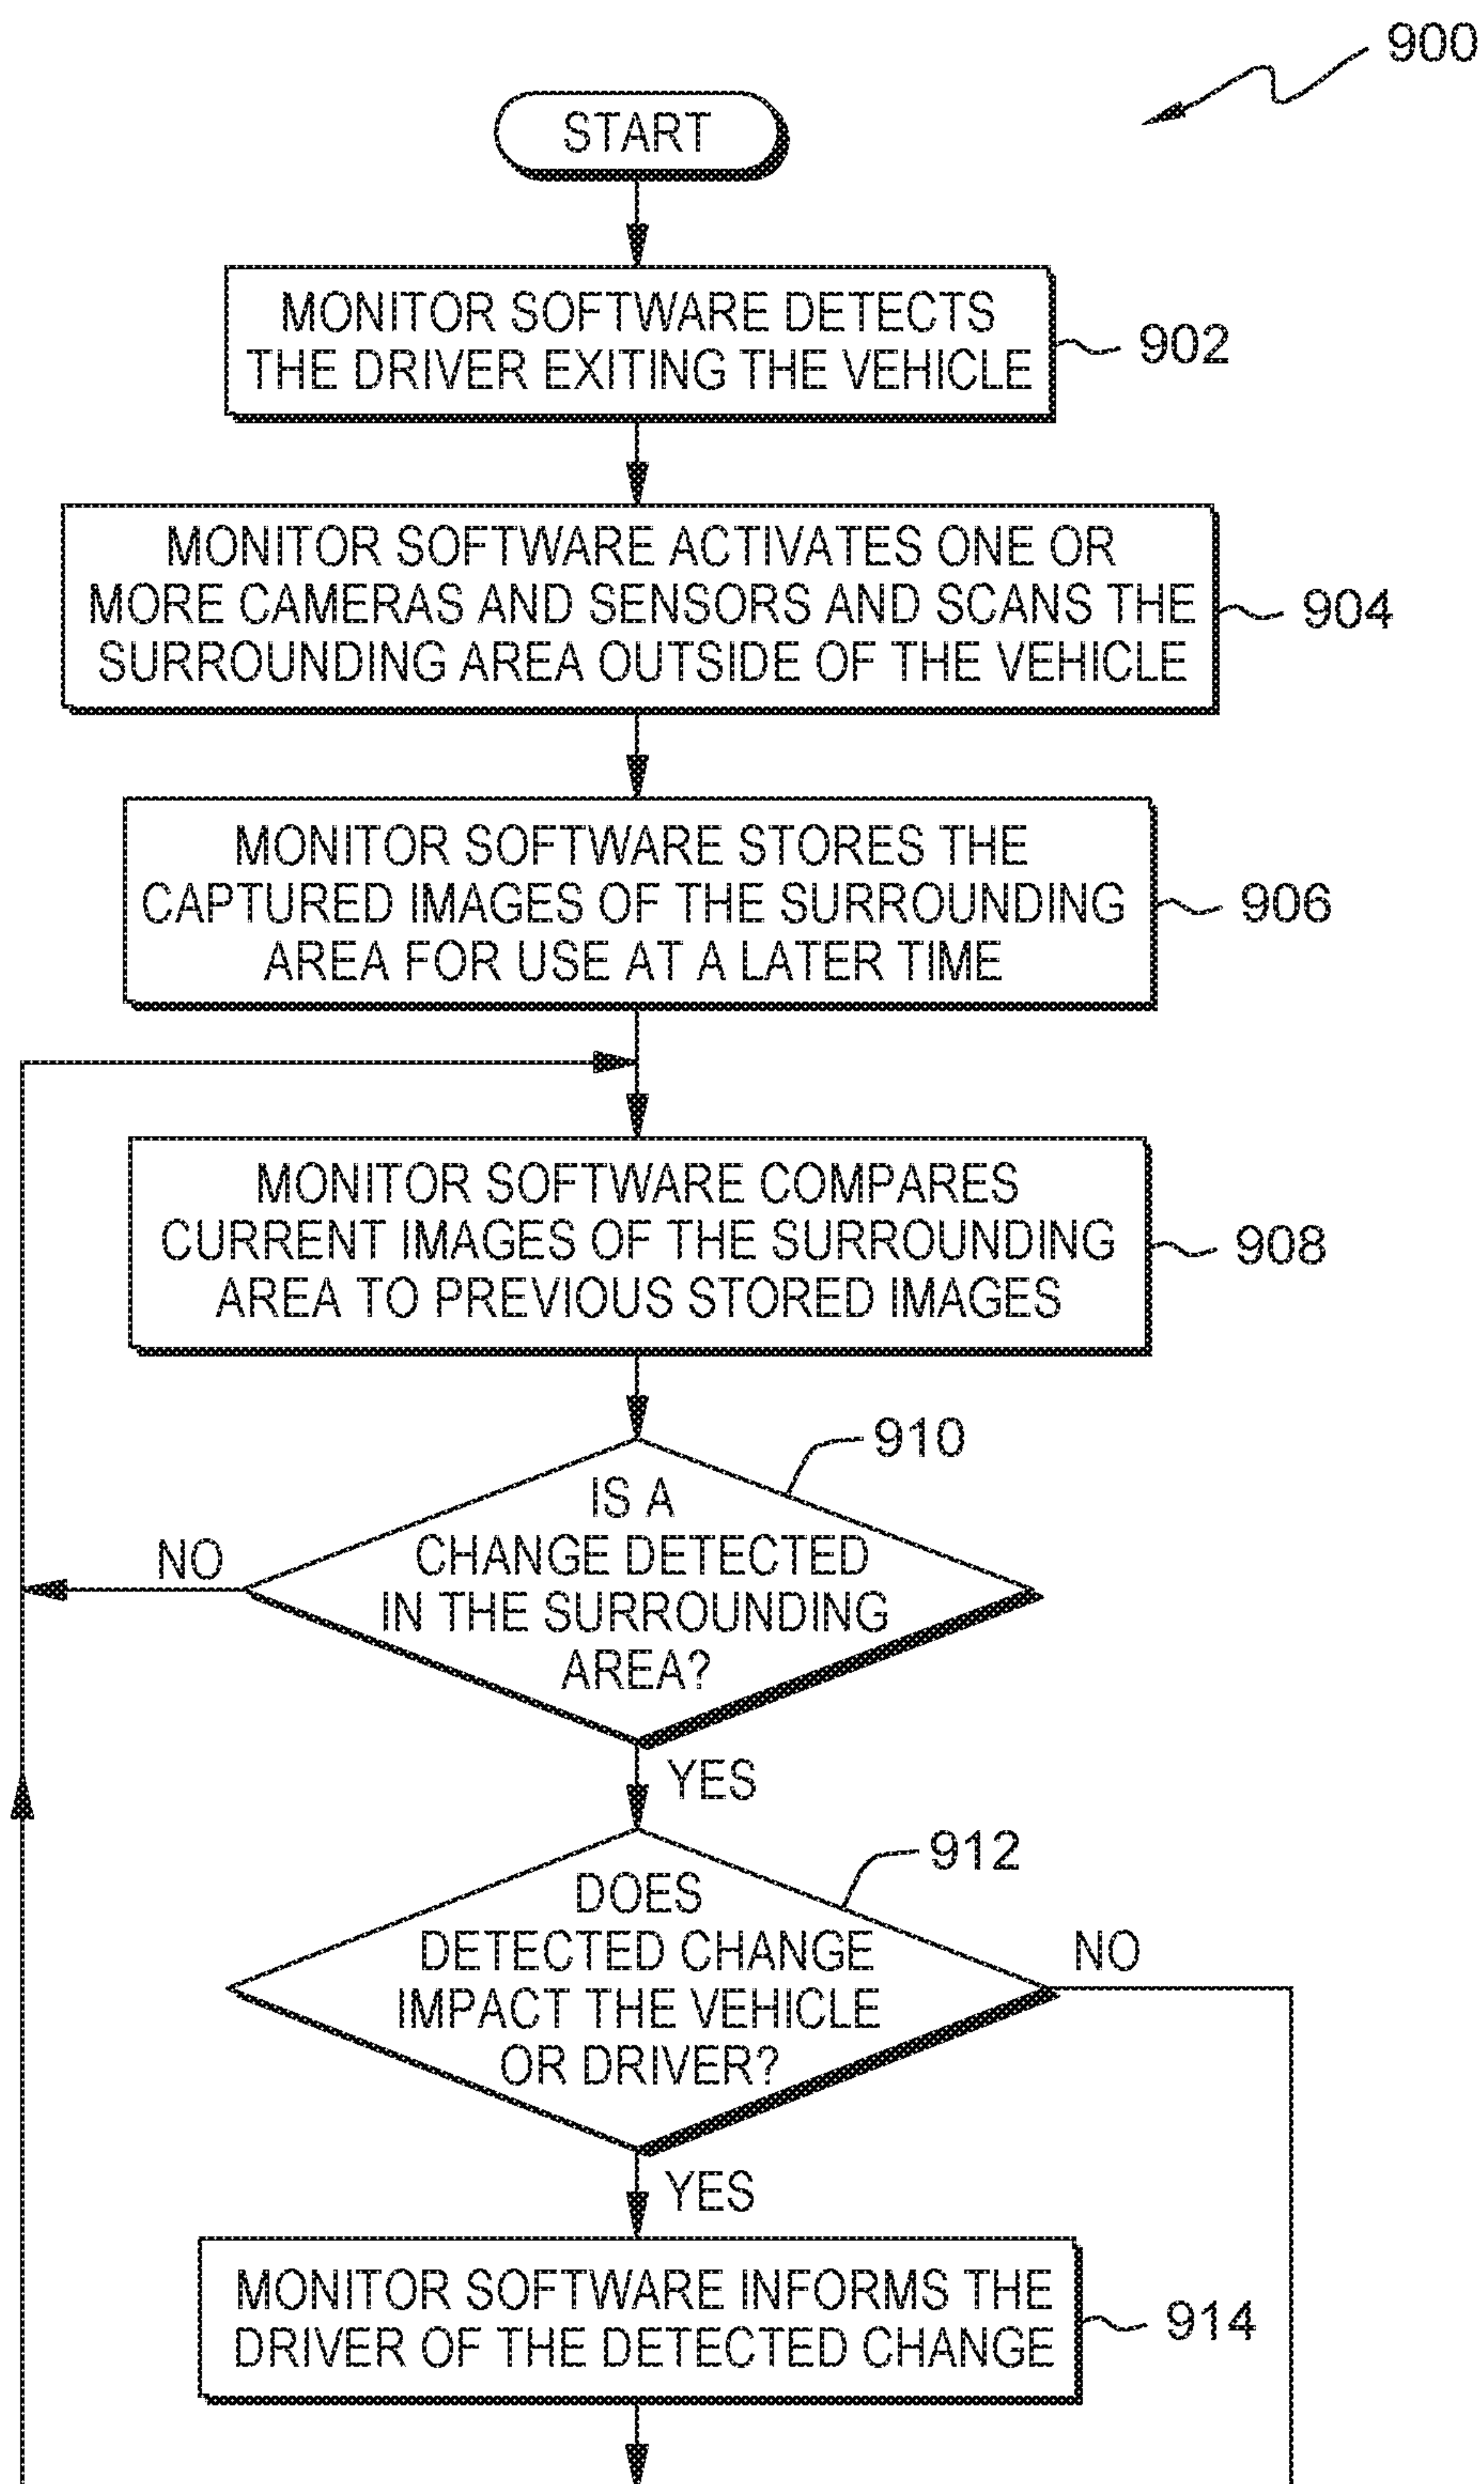 900
START
MONITOR SOFTWARE DETECTS
THE DRIVER EXITING THE VEHICLE
902
MONITOR SOFTWARE ACTIVATES ONE OR
MORE CAMERAS AND SENSORS AND SCANS THE
SURROUNDING AREA OUTSIDE OF THE VEHICLE
904
MONITOR SOFTWARE STORES THE
CAPTURED IMAGES OF THE SURROUNDING
AREA FOR USE AT A LATER TIME
906
MONITOR SOFTWARE COMPARES
CURRENT IMAGES OF THE SURROUNDING
AREA TO PREVIOUS STORED IMAGES
908
910
IS A
CHANGE DETECTED
IN THE SURROUNDING
AREA?
NO
YES
912
DOES
DETECTED CHANGE
IMPACT THE VEHICLE
OR DRIVER?
NO
YES
MONITOR SOFTWARE INFORMS THE
DRIVER OF THE DETECTED CHANGE
914